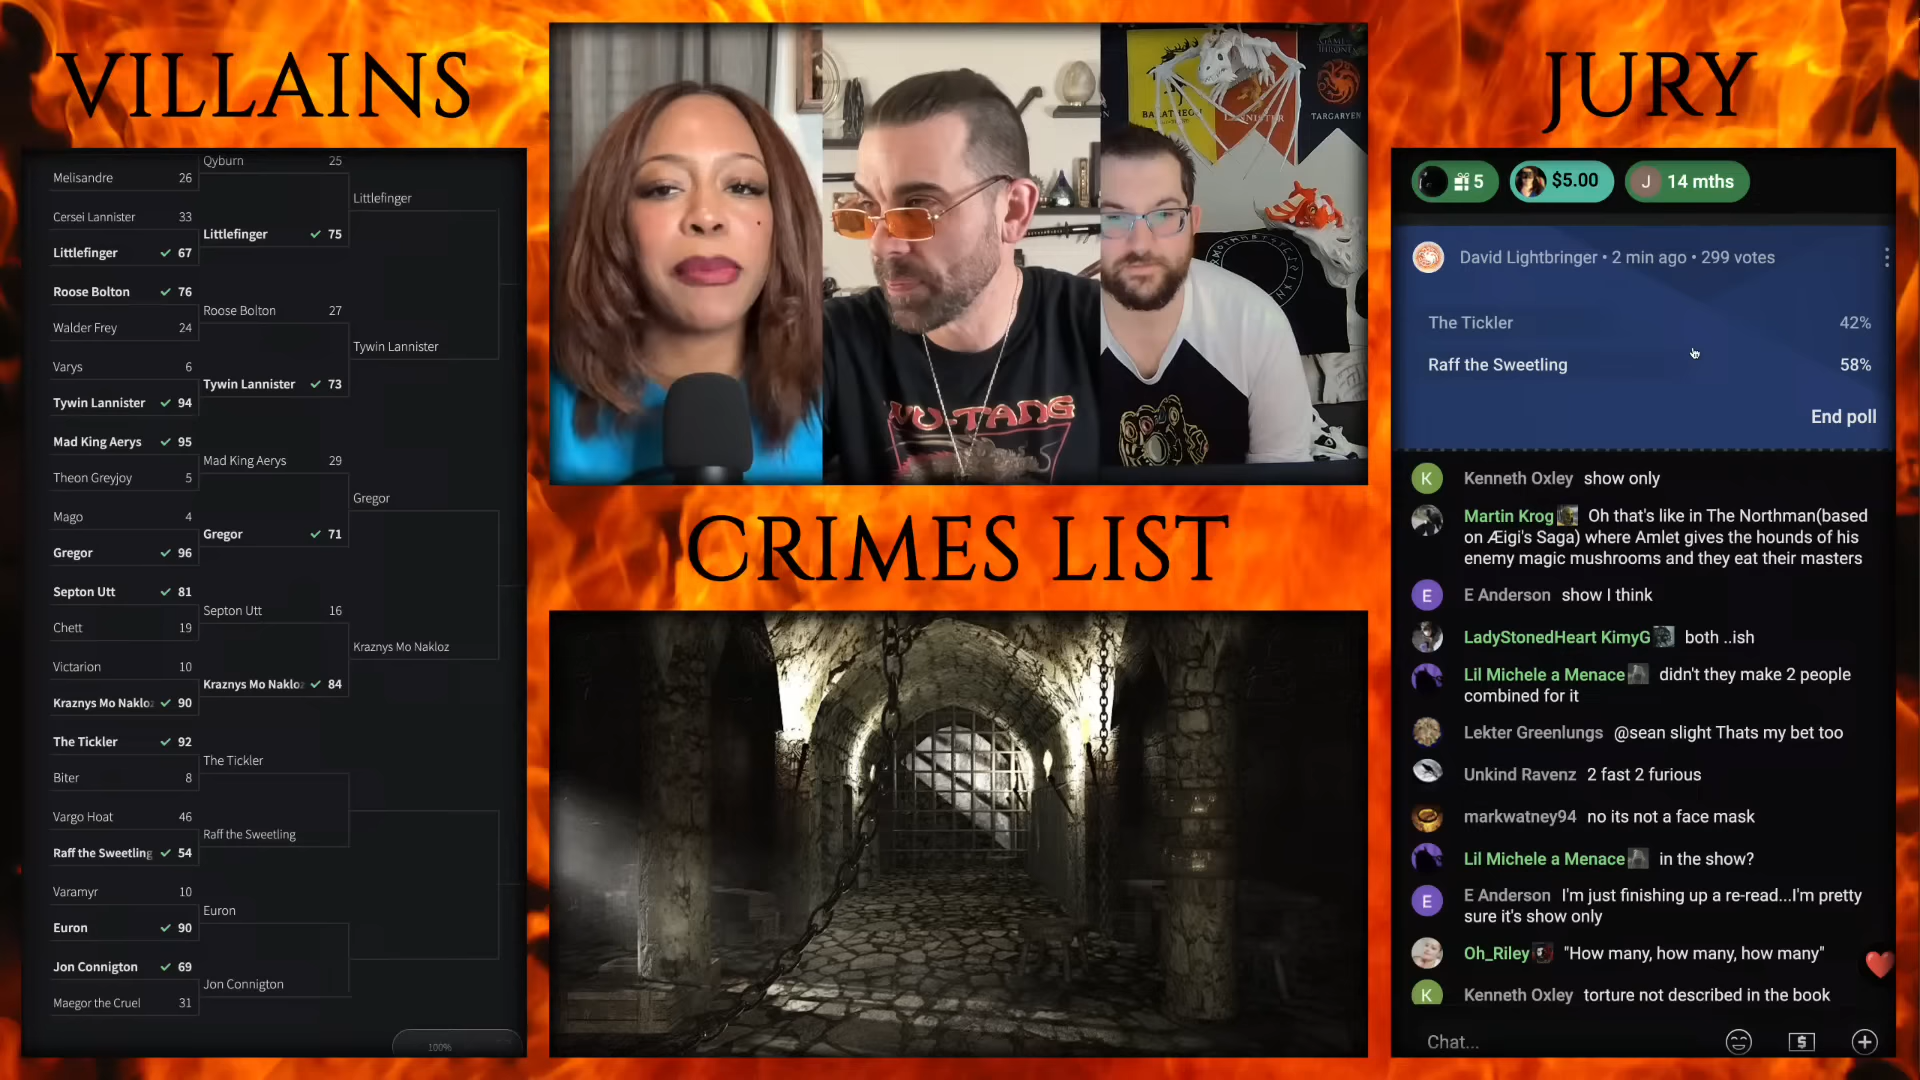 VILLAINS
Melisandre 26
Cersei Lannister 33
Littlefinger 67
Roose Bolton 76
Walder Frey 24
Varys 6
Tywin Lannister 94
Mad King Aerys 95
Theon Greyjoy 5
Mago 4
Gregor 96
Septon Utt 81
Chett 19
Victarion 10
Kraznys Mo Nakloz 90
The Tickler 92
Biter 8
Vargo Hoat 46
Raff the Sweetling 54
Varamyr 10
Euron 90
Jon Connigton 69
Maegor the Cruel 31
Qyburn 25
Littlefinger 75
Roose Bolton 27
Tywin Lannister 73
Mad King Aerys 29
Gregor 71
Septon Utt 16
Kraznys Mo Nakloz 84
The Tickler
Raff the Sweetling
Euron
Jon Connigton
Littlefinger
Tywin Lannister
Gregor
Kraznys Mo Nakloz
100%
GAME OF
THRONES
BARATHEON
LANNISTER
TARGARYEN
WU-TANG
CRIMES LIST
JURY
5
$5.00
J 14 mths
David Lightbringer • 2 min ago • 299 votes
The Tickler 42%
Raff the Sweetling 58%
End poll
K Kenneth Oxley show only
Martin Krog Oh that's like in The Northman(based
on Ægil's Saga) where Amlet gives the hounds of his
enemy magic mushrooms and they eat their masters
E E Anderson show I think
LadyStonedHeart KimyG both ..ish
Lil Michele a Menace didn't they make 2 people
combined for it
Lekter Greenlungs @sean slight Thats my bet too
Unkind Ravenz 2 fast 2 furious
markwatney94 no its not a face mask
Lil Michele a Menace in the show?
E E Anderson I'm just finishing up a re-read...I'm pretty
sure it's show only
Oh_Riley "How many, how many, how many"
K Kenneth Oxley torture not described in the book
Chat...